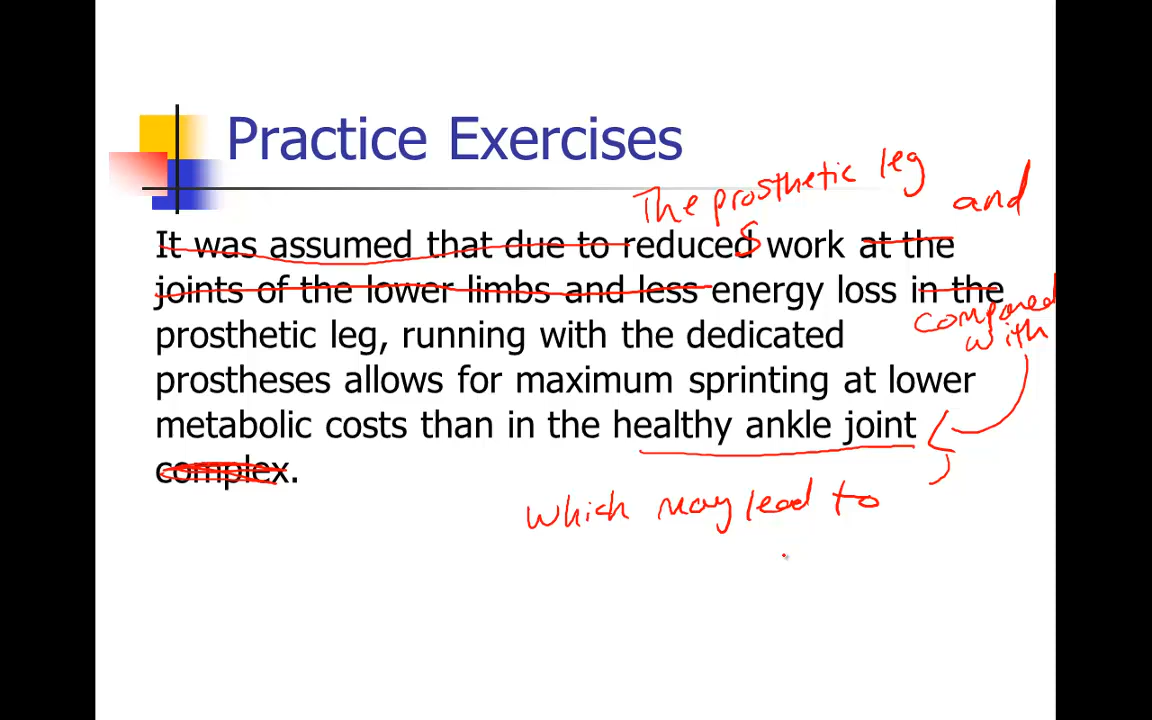 Practice Exercises
The prosthetic leg
and
It was assumed that due to reduced s work at the
joints of the lower limbs and less energy loss in the
compared
with
prosthetic leg, running with the dedicated
prostheses allows for maximum sprinting at lower
metabolic costs than in the healthy ankle joint
complex.
which may lead to